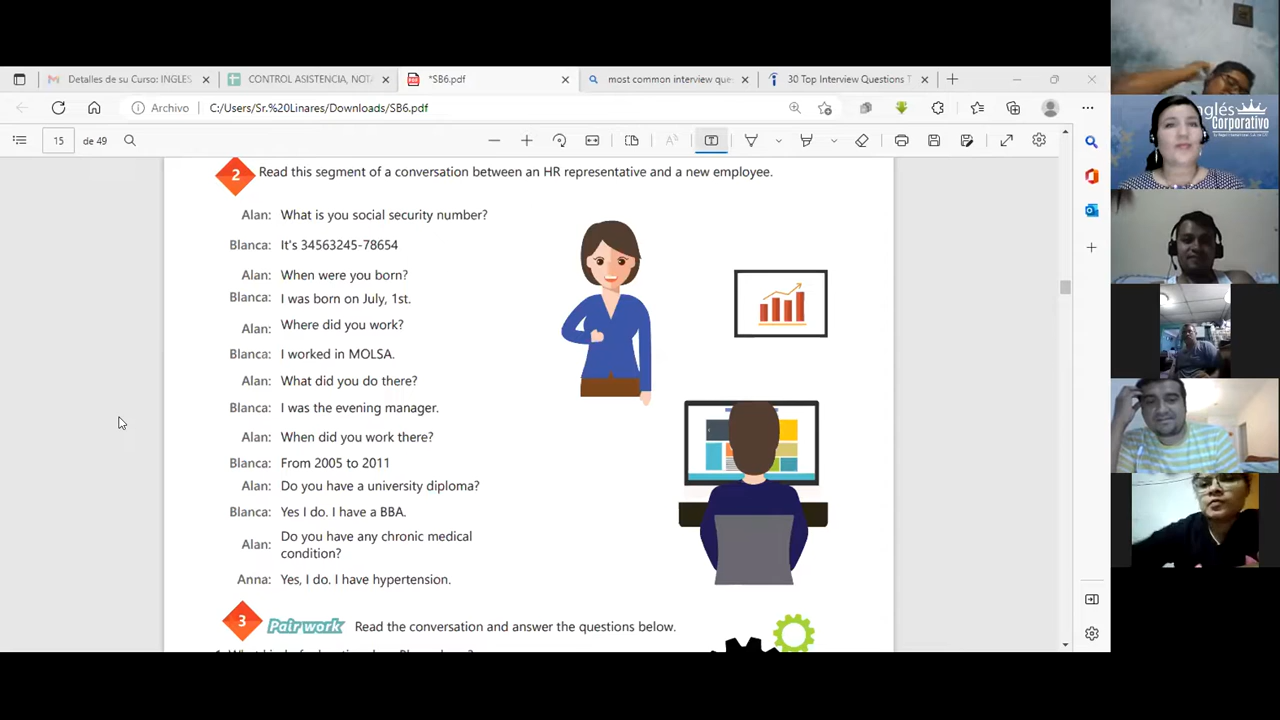 Detalles de su Curso: INGLES
CONTROL ASISTENCIA, NOTA
*SB6.pdf
most common interview que
30 Top Interview Questions T
Archivo
C:/Users/Sr.%20Linares/Downloads/SB6.pdf
15 de 49
2 Read this segment of a conversation between an HR representative and a new employee.
Alan: What is you social security number?
Blanca: It's 34563245-78654
Alan: When were you born?
Blanca: I was born on July, 1st.
Alan: Where did you work?
Blanca: I worked in MOLSA.
Alan: What did you do there?
Blanca: I was the evening manager.
Alan: When did you work there?
Blanca: From 2005 to 2011
Alan: Do you have a university diploma?
Blanca: Yes I do. I have a BBA.
Alan: Do you have any chronic medical
condition?
Anna: Yes, I do. I have hypertension.
3 Pair work Read the conversation and answer the questions below.
nglés
Corporativo